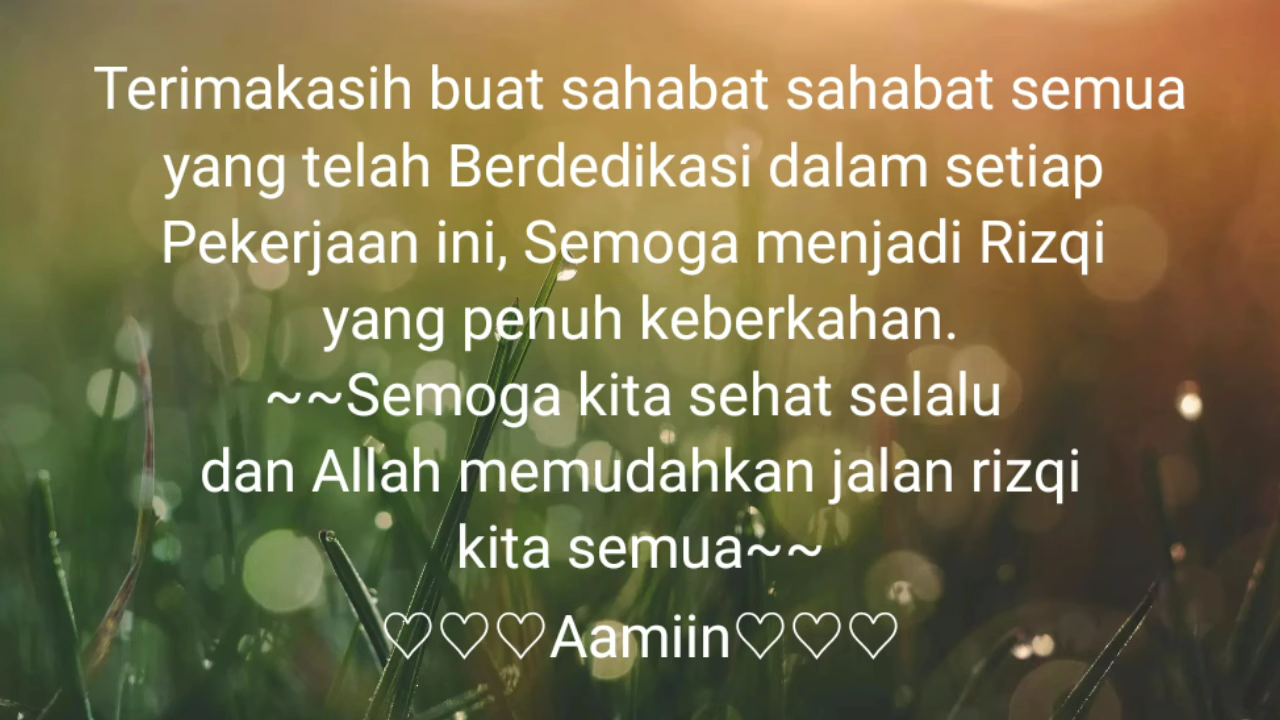 Terimakasih buat sahabat sahabat semua
yang telah Berdedikasi dalam setiap
Pekerjaan ini, Semoga menjadi Rizqi
yang penuh keberkahan.
~~Semoga kita sehat selalu
dan Allah memudahkan jalan rizqi
kita semua~~
♡♡♡Aamiin♡♡♡